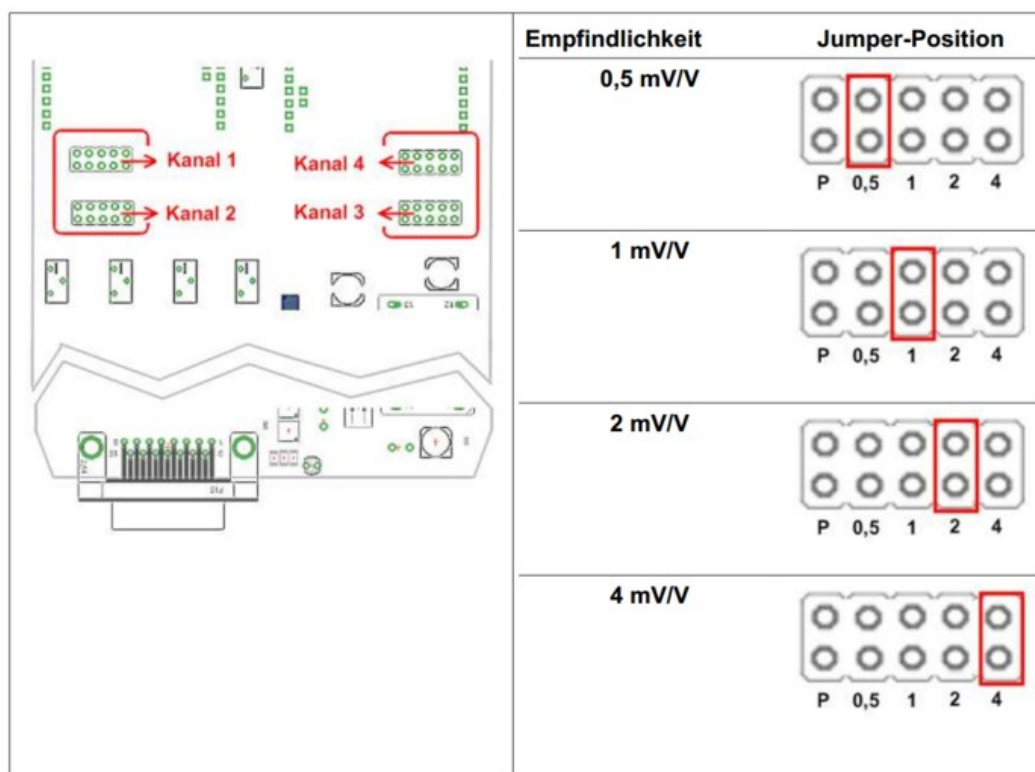 Kanal 1
Kanal 4
Kanal 2
Kanal 3
13
12
Empfindlichkeit Jumper-Position
0,5 mV/V
P 0,5 1 2 4
1 mV/V
P 0,5 1 2 4
2 mV/V
P 0,5 1 2 4
4 mV/V
P 0,5 1 2 4